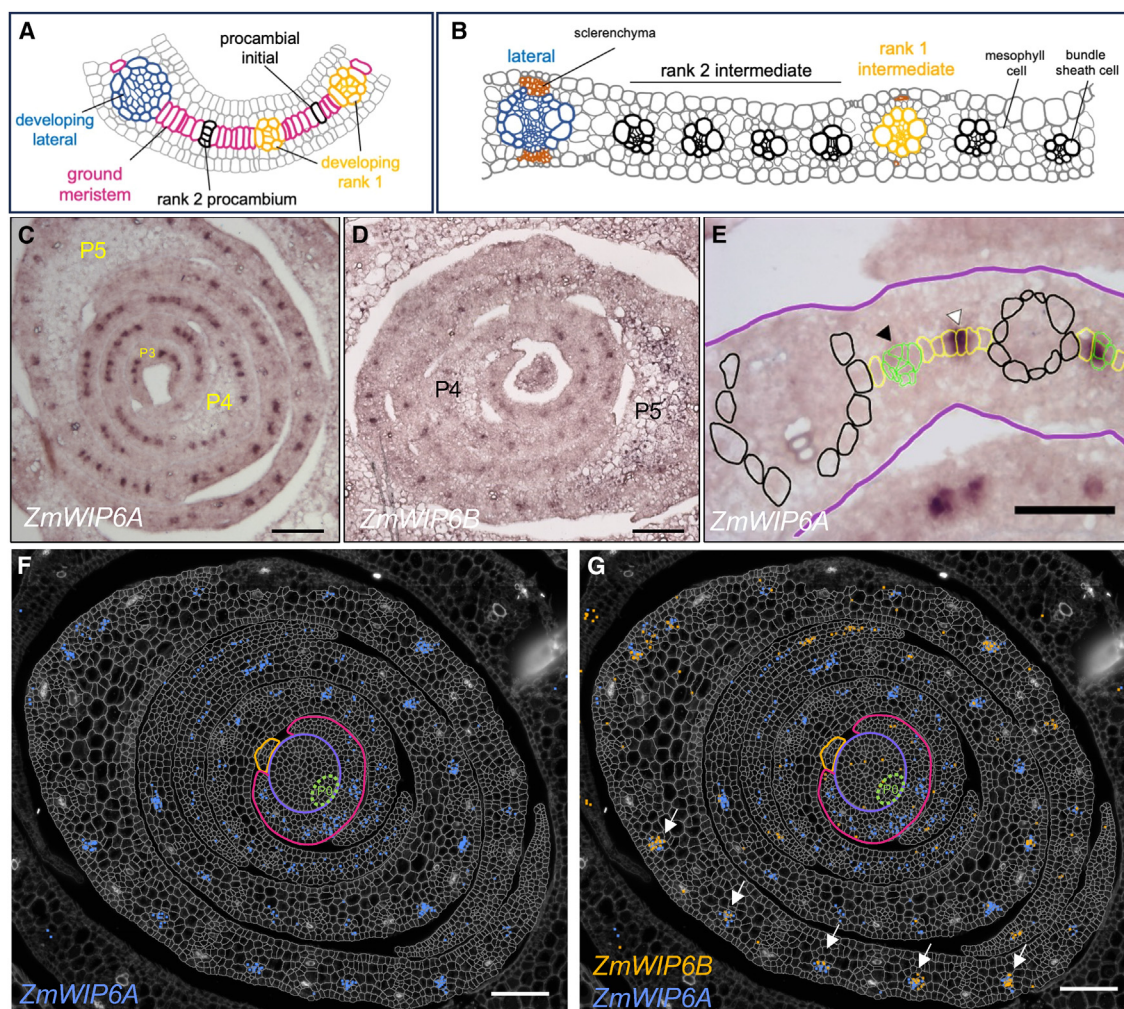 A
procambial
initial
developing
lateral
ground
meristem
rank 2 procambium
developing
rank 1
B
lateral
sclerenchyma
rank 2 intermediate
rank 1
intermediate
mesophyll
cell
bundle
sheath cell
C
P5
P3
P4
ZmWIP6A
D
P4
P5
ZmWIP6B
E
ZmWIP6A
F
P0
ZmWIP6A
G
P0
ZmWIP6B
ZmWIP6A